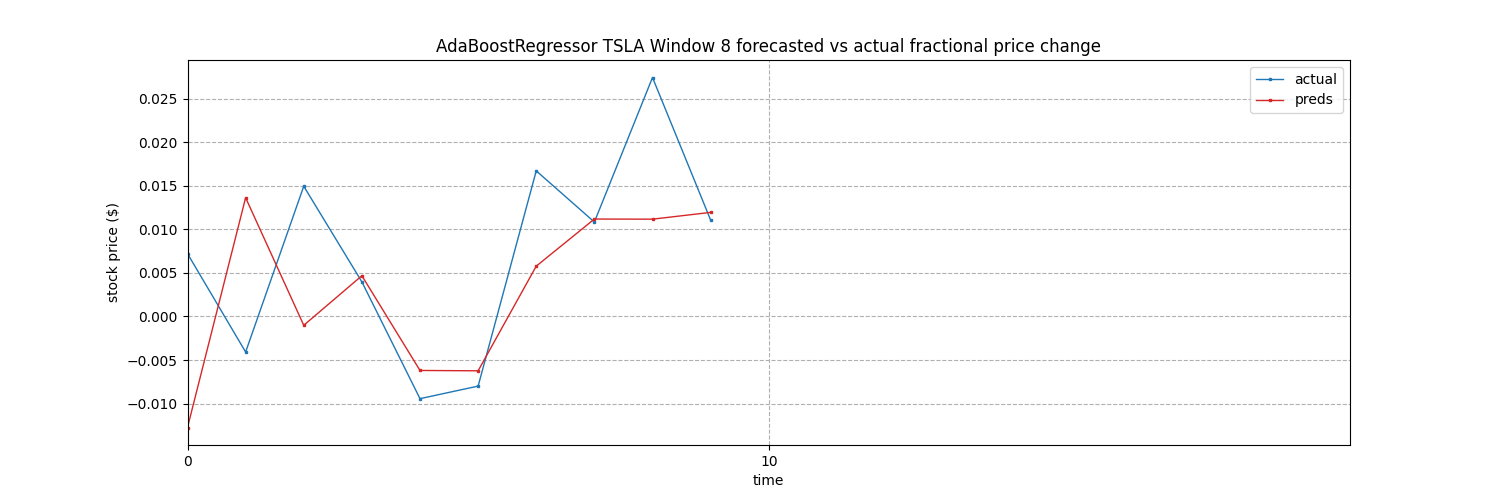 AdaBoostRegressor TSLA Window 8 forecasted vs actual fractional price change
actual
preds
0.025
0.020
0.015
0.010
0.005
0.000
−0.005
−0.010
stock price ($)
0
10
time